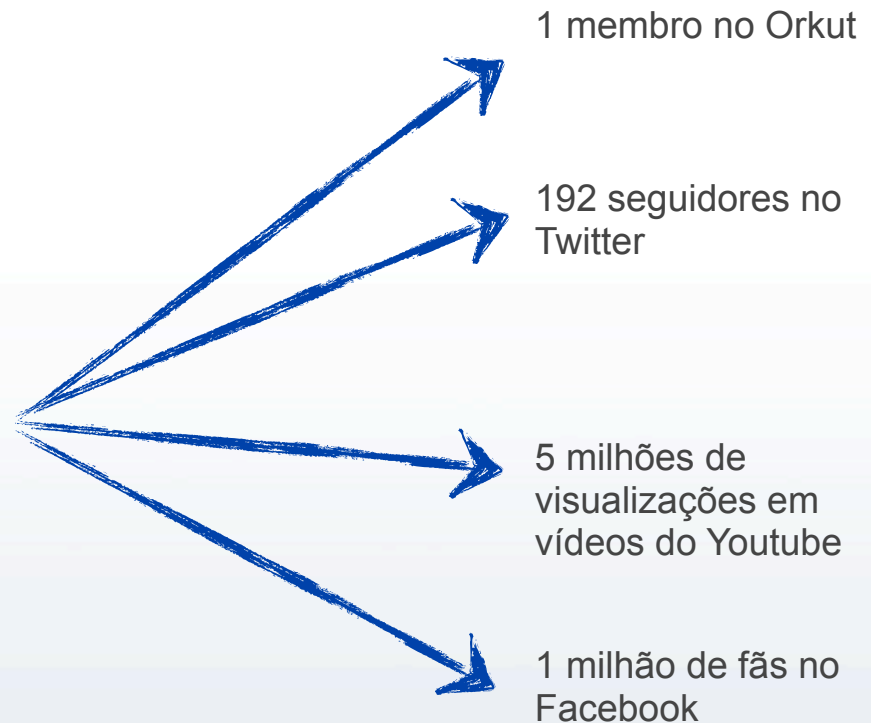 1 membro no Orkut
192 seguidores no
Twitter
5 milhões de
visualizações em
vídeos do Youtube
1 milhão de fãs no
Facebook